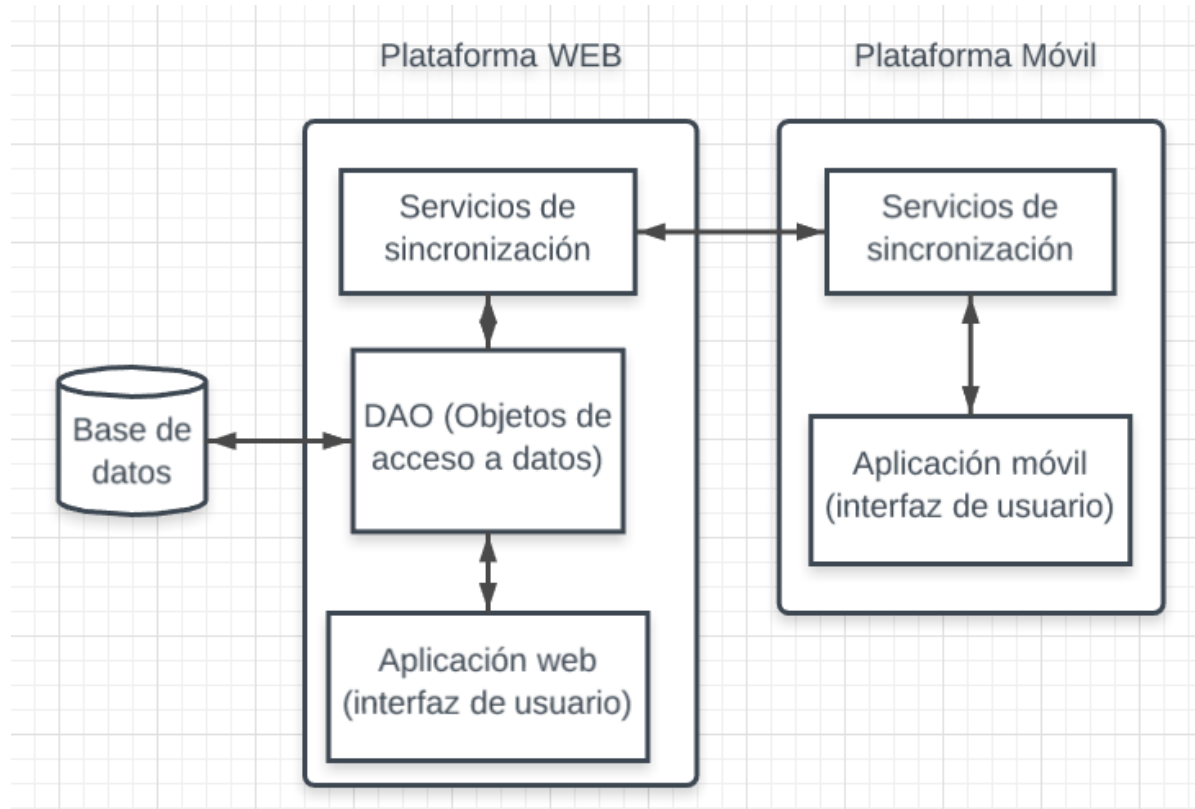 Plataforma WEB
Plataforma Móvil
Servicios de
sincronización
Servicios de
sincronización
Base de
datos
DAO (Objetos de
acceso a datos)
Aplicación móvil
(interfaz de usuario)
Aplicación web
(interfaz de usuario)